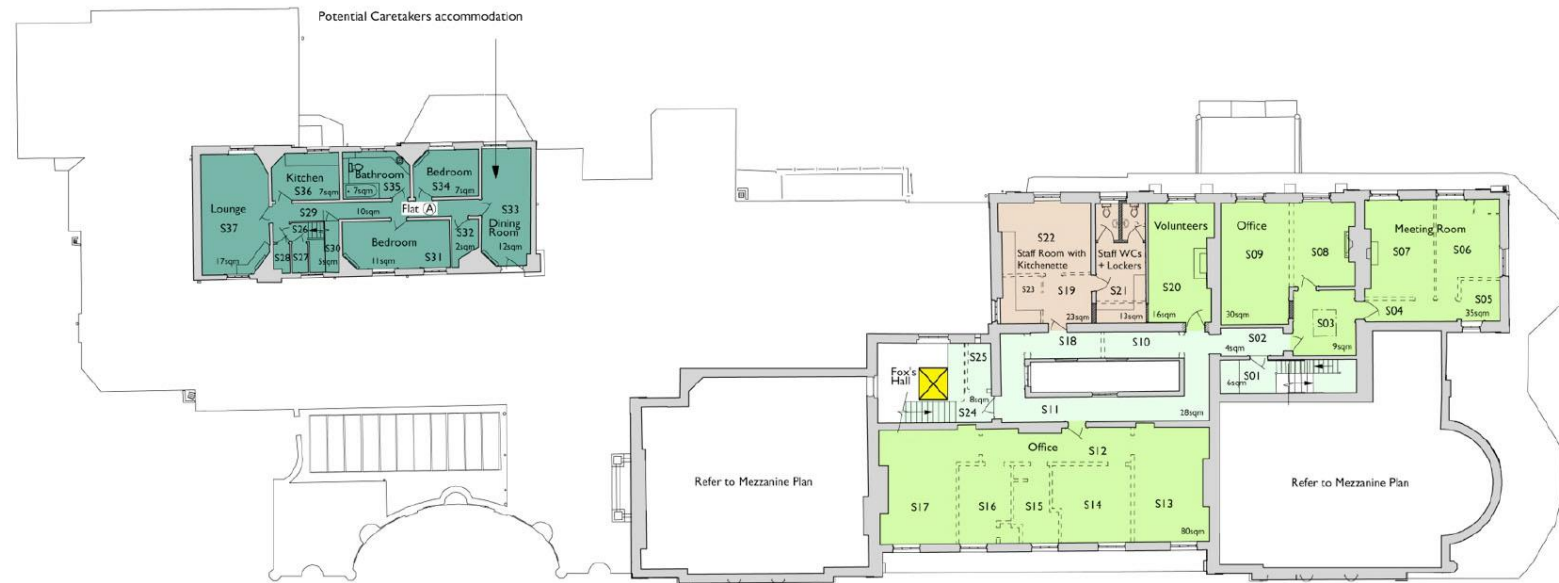 Potential Caretakers accommodation
Lounge
S37
17sqm
Kitchen
S36
7sqm
Bathroom
S35
7sqm
Bedroom
S34
7sqm
S33
Dining
Room
12sqm
S29
10sqm
Flat A
S26
S28
S27
S30
5sqm
Bedroom
11sqm
S31
S32
2sqm
S22
Staff Room with
Kitchenette
S23
S19
23sqm
Staff WCs
+ Lockers
S21
13sqm
Volunteers
S20
16sqm
Office
S09
S08
30sqm
Meeting Room
S07
S06
S05
S04
35sqm
S03
9sqm
S02
4sqm
S01
6sqm
S18
S10
S11
28sqm
Fox's
Hall
S25
8sqm
S24
Office
S12
S17
S16
S15
S14
S13
80sqm
Refer to Mezzanine Plan
Refer to Mezzanine Plan